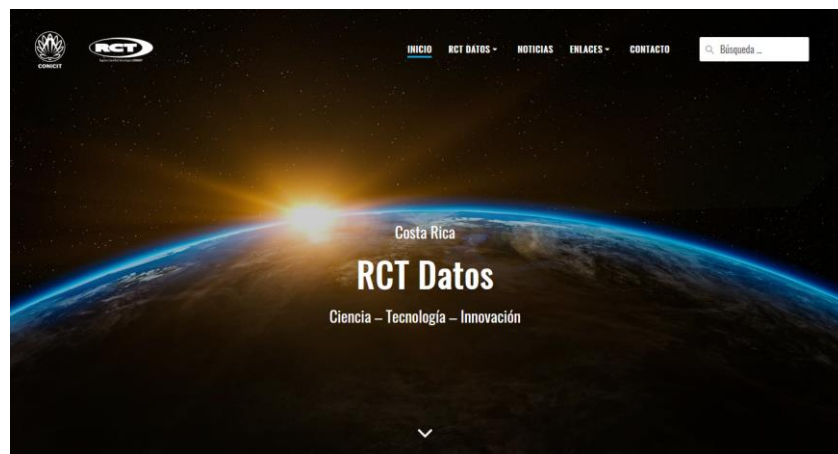 CONICIT
RCT
INICIO RCT DATOS NOTICIAS ENLACES CONTACTO Búsqueda ...
Costa Rica
RCT Datos
Ciencia – Tecnología – Innovación